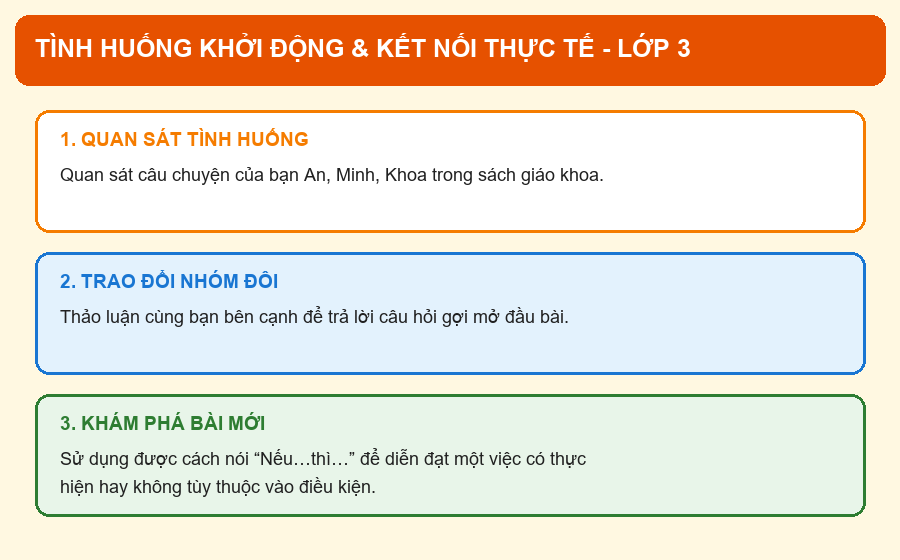 TÌNH HUỐNG KHỞI ĐỘNG & KẾT NỐI THỰC TẾ - LỚP 3
1. QUAN SÁT TÌNH HUỐNG
Quan sát câu chuyện của bạn An, Minh, Khoa trong sách giáo khoa.
2. TRAO ĐỔI NHÓM ĐÔI
Thảo luận cùng bạn bên cạnh để trả lời câu hỏi gợi mở đầu bài.
3. KHÁM PHÁ BÀI MỚI
Sử dụng được cách nói “Nếu…thì…” để diễn đạt một việc có thực
hiện hay không tùy thuộc vào điều kiện.